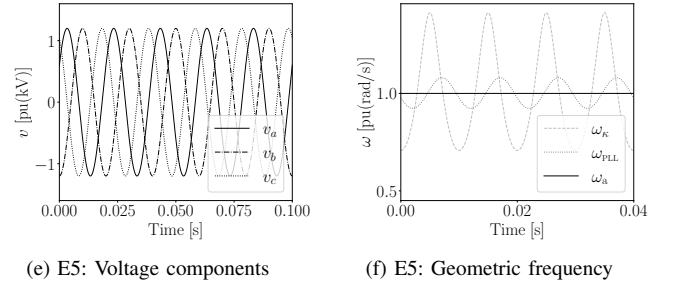 1
0
−1
v [pu(kV)]
v_a
v_b
v_c
0.000 0.025 0.050 0.075 0.100
Time [s]
(e) E5: Voltage components
1.0
0.5
ω [pu(rad/s)]
ω_κ
ω_PLL
ω_a
0.00 0.02 0.04
Time [s]
(f) E5: Geometric frequency